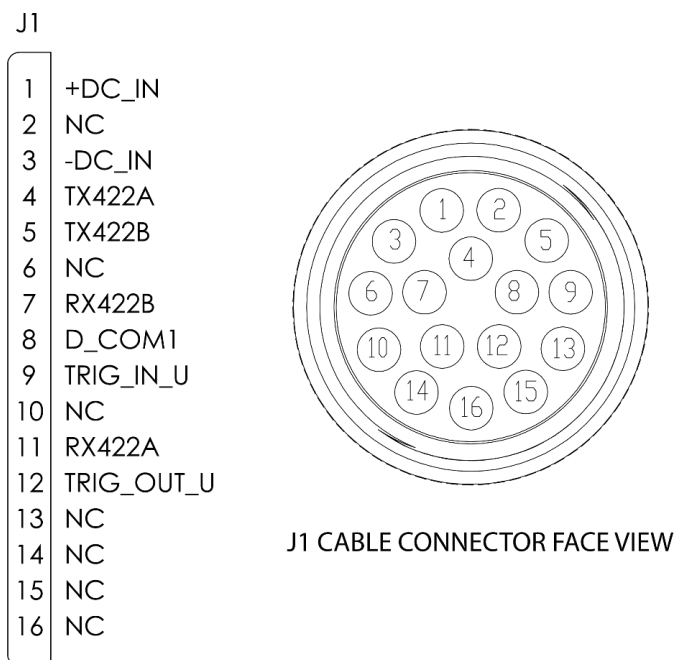 J1
1 +DC_IN
2 NC
3 -DC_IN
4 TX422A
5 TX422B
6 NC
7 RX422B
8 D_COM1
9 TRIG_IN_U
10 NC
11 RX422A
12 TRIG_OUT_U
13 NC
14 NC
15 NC
16 NC
1 2
3 4 5
6 7 8 9
10 11 12 13
14 16 15
J1 CABLE CONNECTOR FACE VIEW